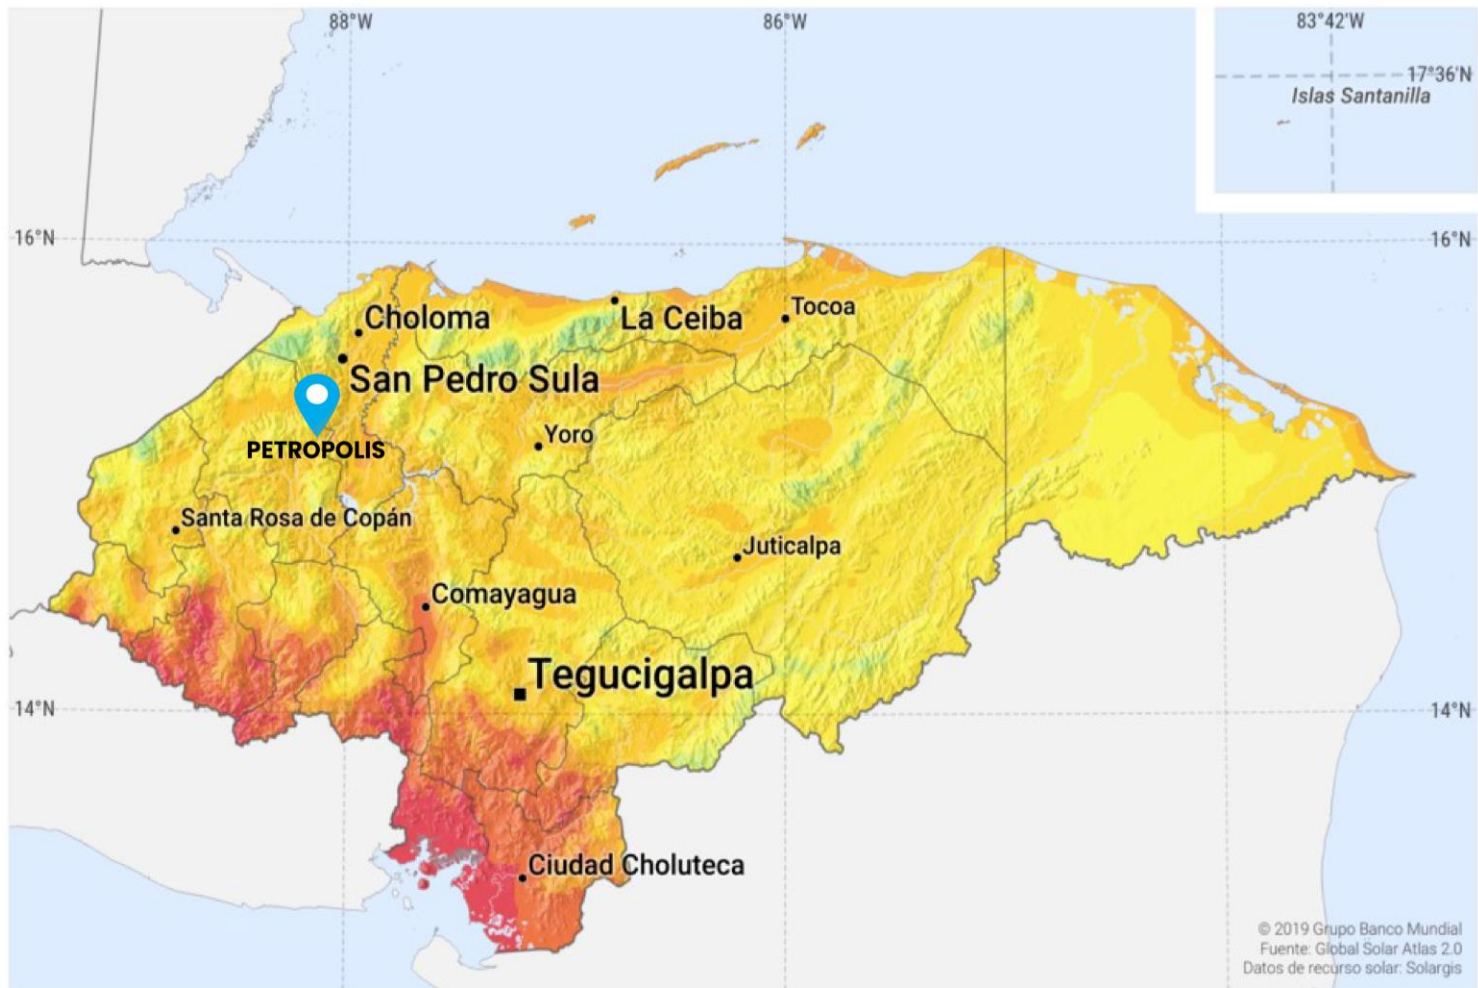 88°W
86°W
83°42'W
17°36'N
Islas Santanilla
16°N
16°N
Choloma
La Ceiba
Tocoa
San Pedro Sula
Yoro
PETROPOLIS
Santa Rosa de Copán
Juticalpa
Comayagua
Tegucigalpa
14°N
14°N
Ciudad Choluteca
© 2019 Grupo Banco Mundial
Fuente: Global Solar Atlas 2.0
Datos de recurso solar: Solargis